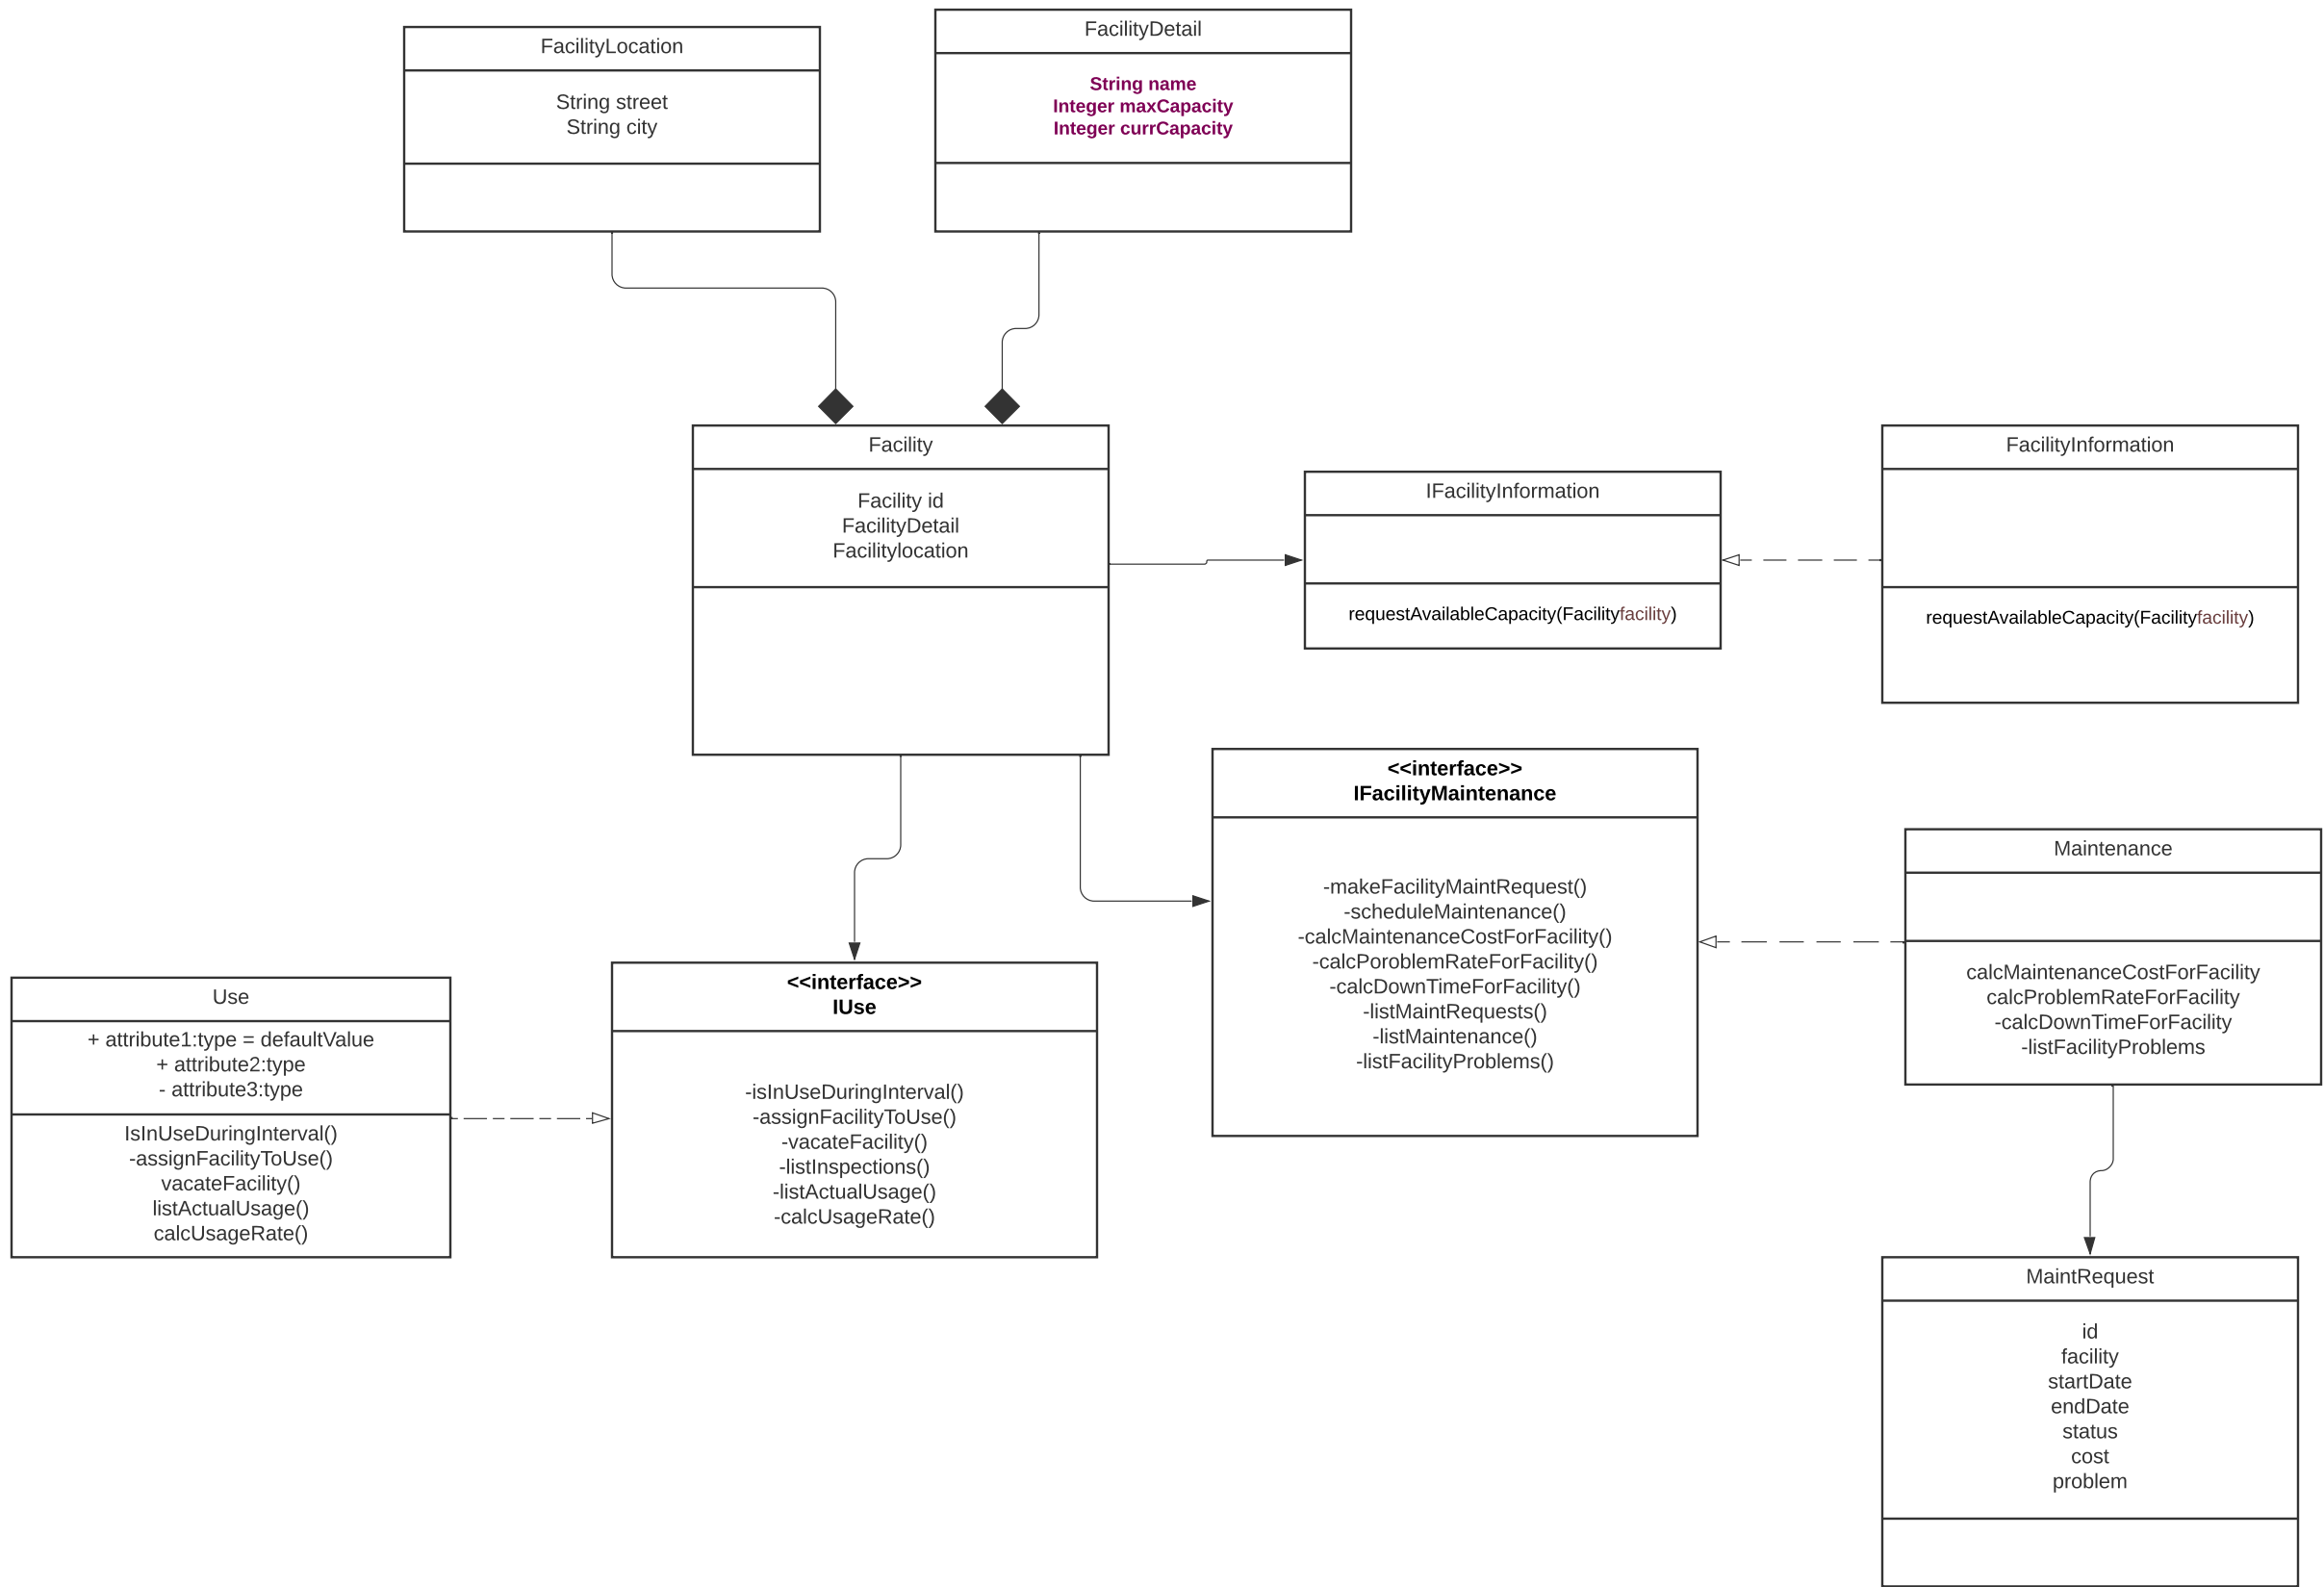 FacilityLocation
String street
String city
FacilityDetail
String name
Integer maxCapacity
Integer currCapacity
Facility
Facility id
FacilityDetail
Facilitylocation
IFacilityInformation
requestAvailableCapacity(Facilityfacility)
FacilityInformation
requestAvailableCapacity(Facilityfacility)
<<interface>>
IFacilityMaintenance
-makeFacilityMaintRequest()
-scheduleMaintenance()
-calcMaintenanceCostForFacility()
-calcPoroblemRateForFacility()
-calcDownTimeForFacility()
-listMaintRequests()
-listMaintenance()
-listFacilityProblems()
Maintenance
calcMaintenanceCostForFacility
calcProblemRateForFacility
-calcDownTimeForFacility
-listFacilityProblems
Use
+ attribute1:type = defaultValue
+ attribute2:type
- attribute3:type
IsInUseDuringInterval()
-assignFacilityToUse()
vacateFacility()
listActualUsage()
calcUsageRate()
<<interface>>
IUse
-isInUseDuringInterval()
-assignFacilityToUse()
-vacateFacility()
-listInspections()
-listActualUsage()
-calcUsageRate()
MaintRequest
id
facility
startDate
endDate
status
cost
problem